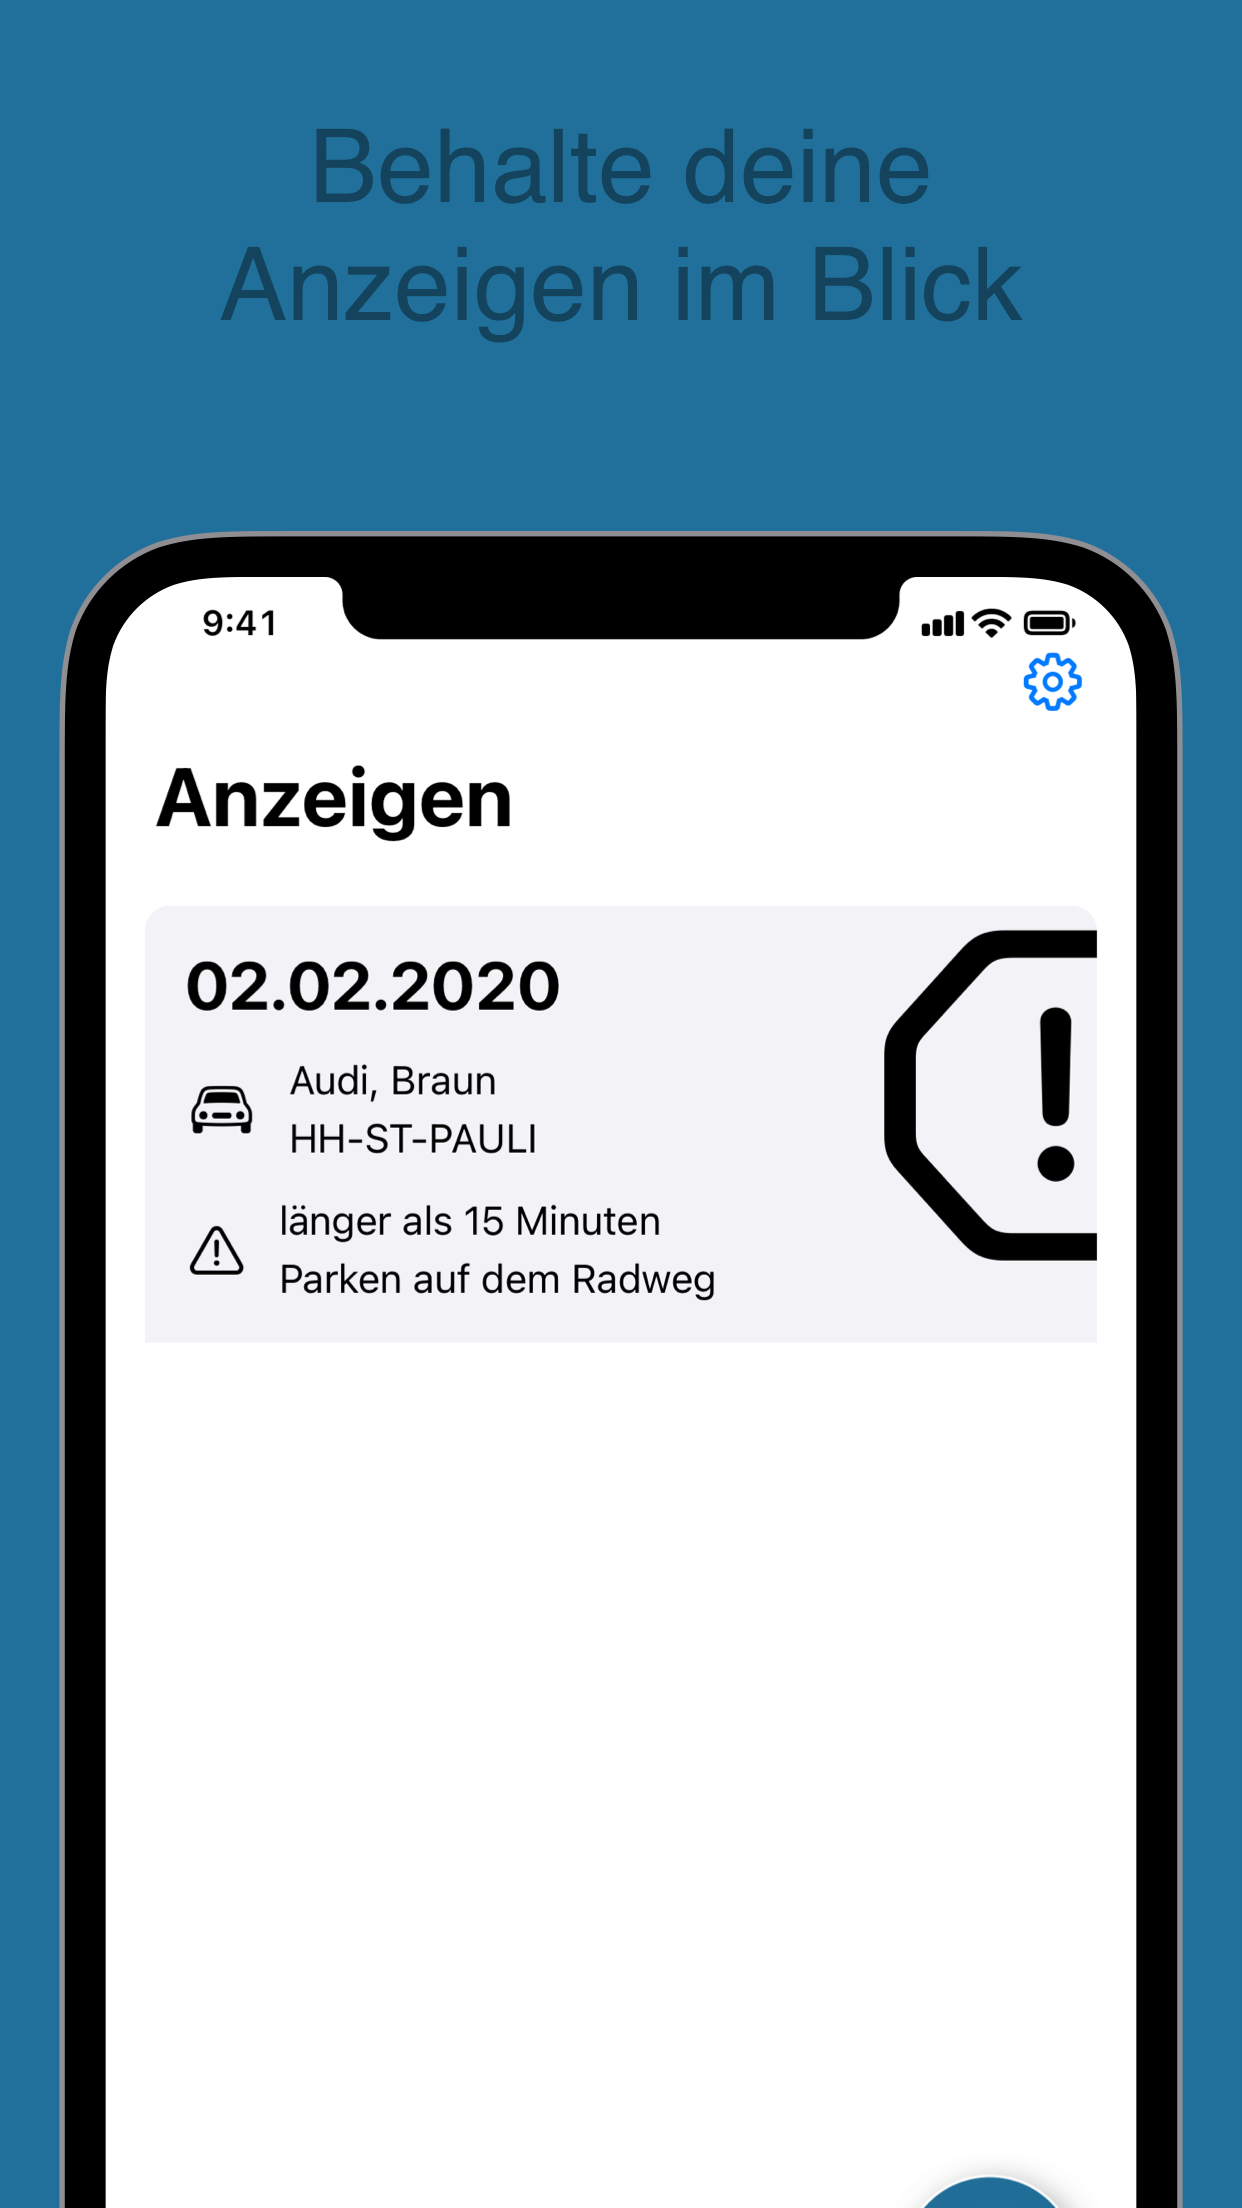 Behalte deine
Anzeigen im Blick
9:41
Anzeigen
02.02.2020
Audi, Braun
HH-ST-PAULI
länger als 15 Minuten
Parken auf dem Radweg